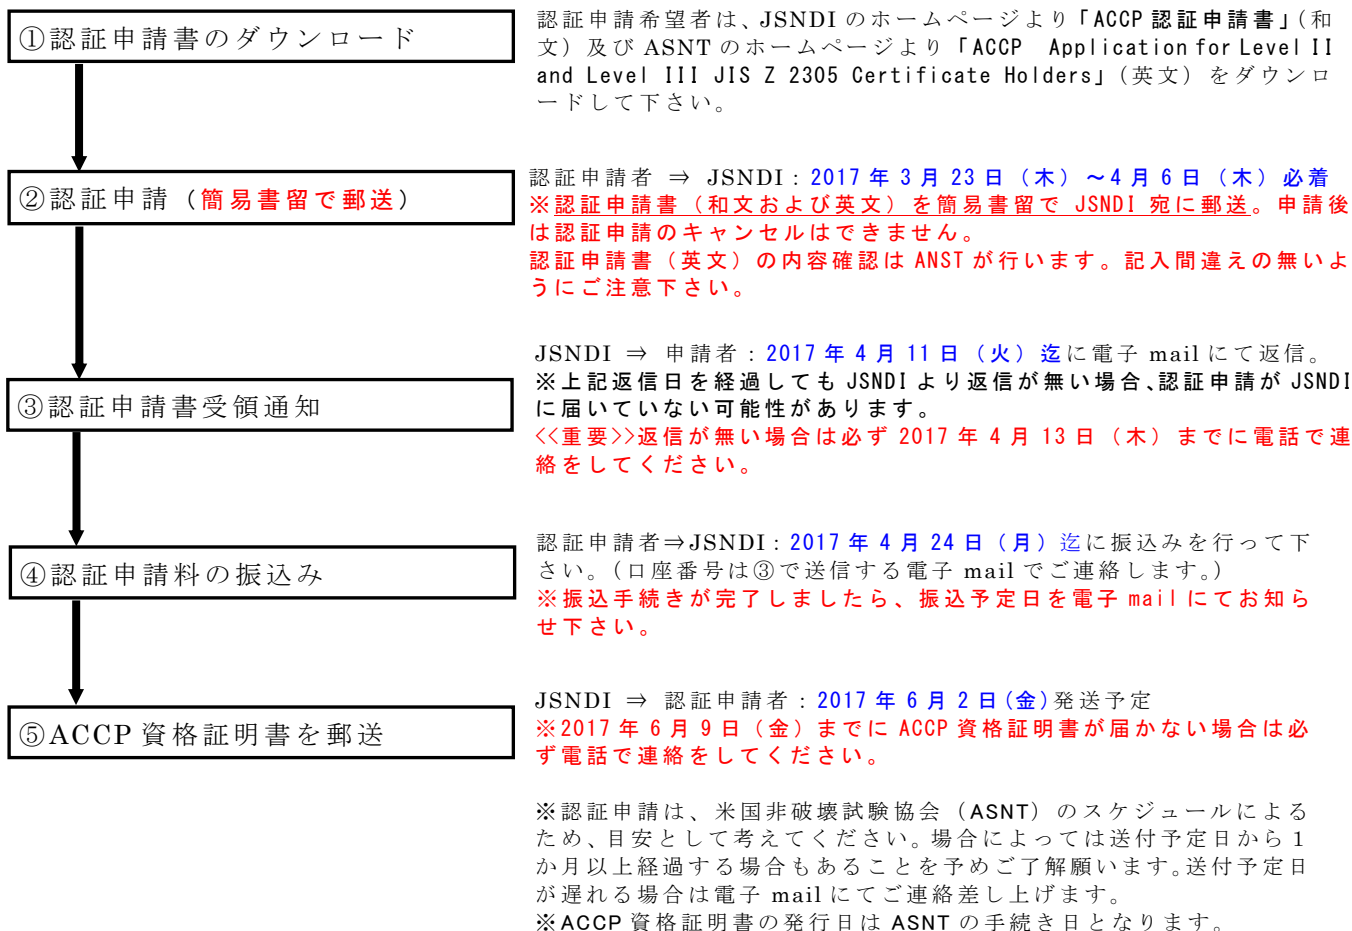 ①認証申請書のダウンロード
認証申請希望者は、JSNDI のホームページより「ACCP 認証申請書」(和
文）及び ASNT のホームページより「ACCP　Application for Level II
and Level III JIS Z 2305 Certificate Holders」（英文）をダウンロ
ードして下さい。
②認証申請（簡易書留で郵送）
認証申請者 ⇒ JSNDI：2017 年 3 月 23 日（木）～4 月 6 日（木）必着
※認証申請書（和文および英文）を簡易書留で JSNDI 宛に郵送。申請後
は認証申請のキャンセルはできません。
認証申請書（英文）の内容確認は ANST が行います。記入間違えの無いよ
うにご注意下さい。
③認証申請書受領通知
JSNDI ⇒ 申請者：2017 年 4 月 11 日（火）迄に電子 mail にて返信。
※上記返信日を経過しても JSNDI より返信が無い場合、認証申請が JSNDI
に届いていない可能性があります。
<<重要>>返信が無い場合は必ず 2017 年 4 月 13 日（木）までに電話で連
絡をしてください。
④認証申請料の振込み
認証申請者⇒JSNDI：2017 年 4 月 24 日（月）迄に振込みを行って下
さい。（口座番号は③で送信する電子 mail でご連絡します。）
※振込手続きが完了しましたら、振込予定日を電子 mail にてお知ら
せ下さい。
⑤ACCP 資格証明書を郵送
JSNDI ⇒ 認証申請者：2017 年 6 月 2 日(金)発送予定
※2017 年 6 月 9 日（金）までに ACCP 資格証明書が届かない場合は必
ず電話で連絡をしてください。
※認証申請は、米国非破壊試験協会（ASNT）のスケジュールによる
ため、目安として考えてください。場合によっては送付予定日から 1
か月以上経過する場合もあることを予めご了解願います。送付予定日
が遅れる場合は電子 mail にてご連絡差し上げます。
※ACCP 資格証明書の発行日は ASNT の手続き日となります。